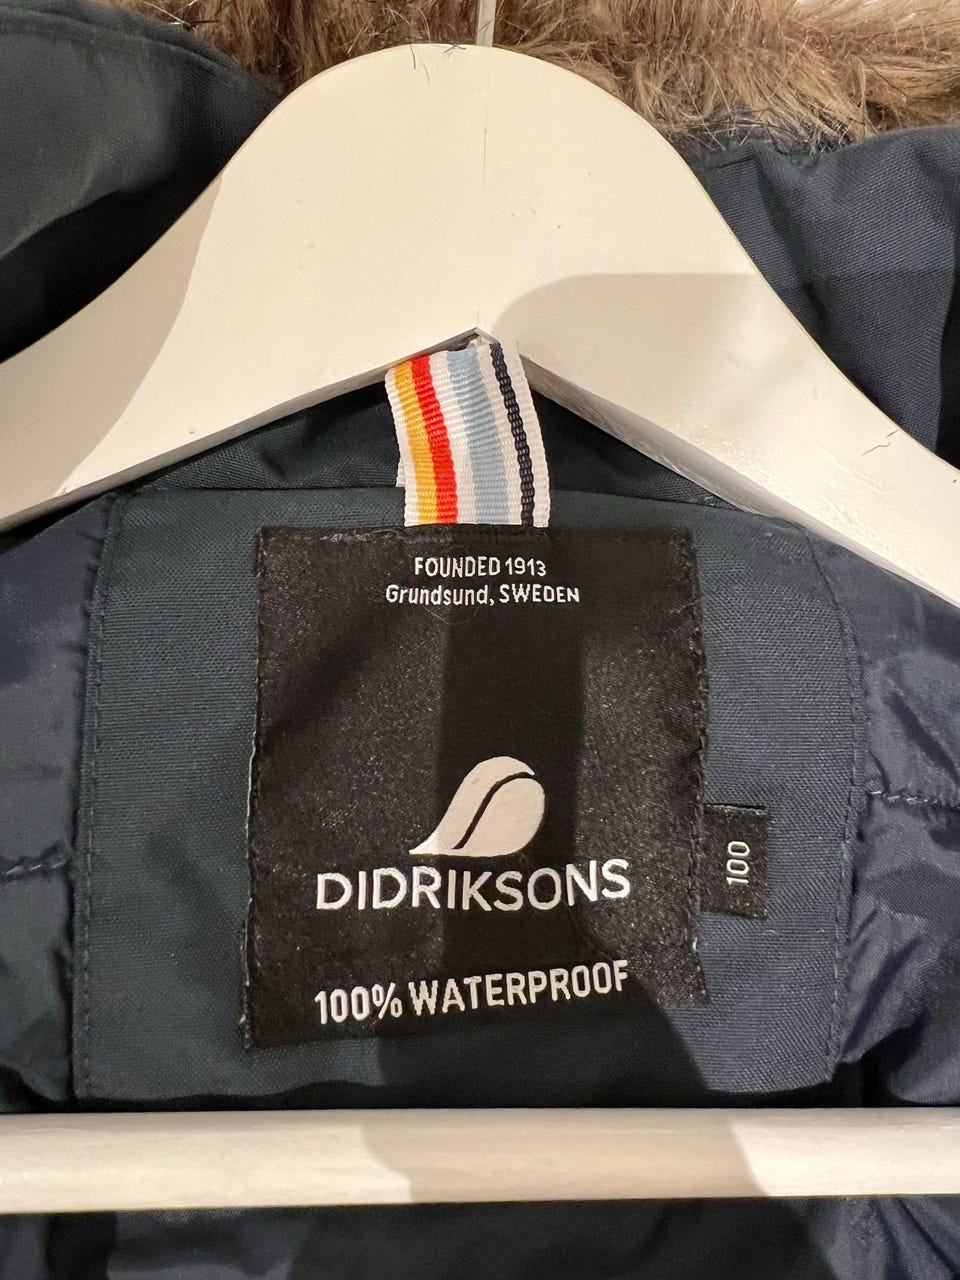 FOUNDED 1913
Grundsund, SWEDEN
DIDRIKSONS
100
100% WATERPROOF